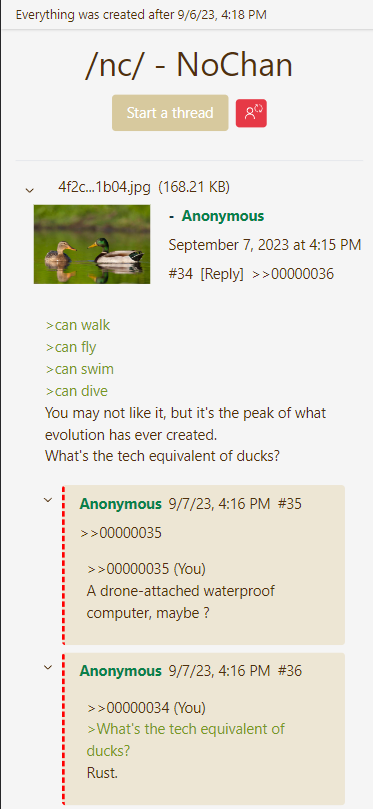 Everything was created after 9/6/23, 4:18 PM
/nc/ - NoChan
Start a thread
4f2c...1b04.jpg (168.21 KB)
- Anonymous
September 7, 2023 at 4:15 PM
#34 [Reply] >>00000036
>can walk
>can fly
>can swim
>can dive
You may not like it, but it's the peak of what
evolution has ever created.
What's the tech equivalent of ducks?
Anonymous 9/7/23, 4:16 PM #35
>>00000035
>>00000035 (You)
A drone-attached waterproof
computer, maybe ?
Anonymous 9/7/23, 4:16 PM #36
>>00000034 (You)
>What's the tech equivalent of
ducks?
Rust.